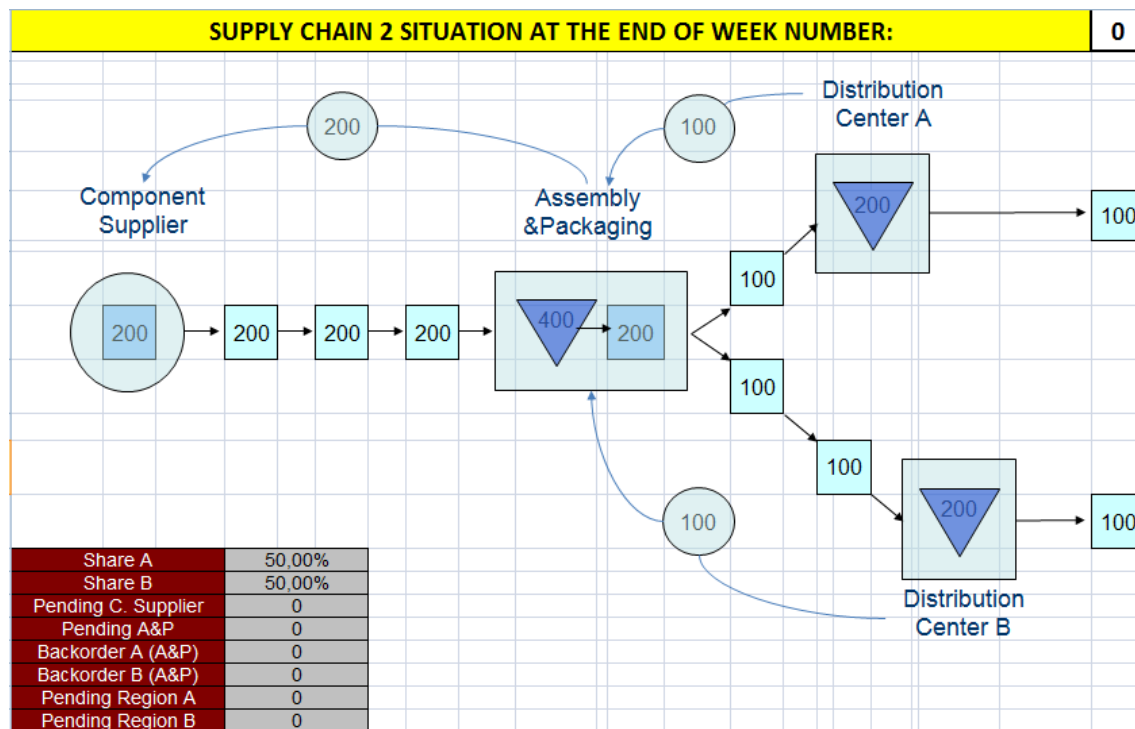 SUPPLY CHAIN 2 SITUATION AT THE END OF WEEK NUMBER: 0
Distribution
Center A
200
100
Component
Supplier
Assembly
&Packaging
200
100
100
200
200
200
200
400
200
100
100
200
100
100
Share A 50,00%
Share B 50,00%
Pending C. Supplier 0
Pending A&P 0
Backorder A (A&P) 0
Backorder B (A&P) 0
Pending Region A 0
Pending Region B 0
Distribution
Center B